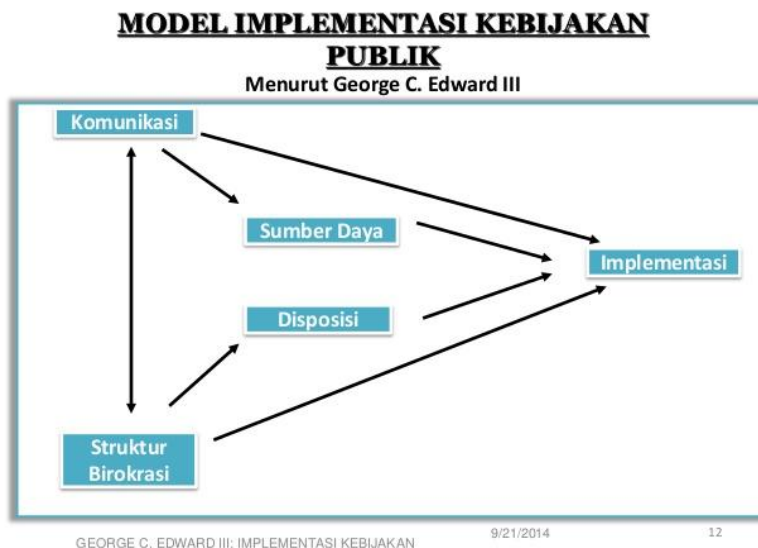 MODEL IMPLEMENTASI KEBIJAKAN
PUBLIK
Menurut George C. Edward III
Komunikasi
Sumber Daya
Implementasi
Disposisi
Struktur
Birokrasi
GEORGE C. EDWARD III: IMPLEMENTASI KEBIJAKAN
9/21/2014
12